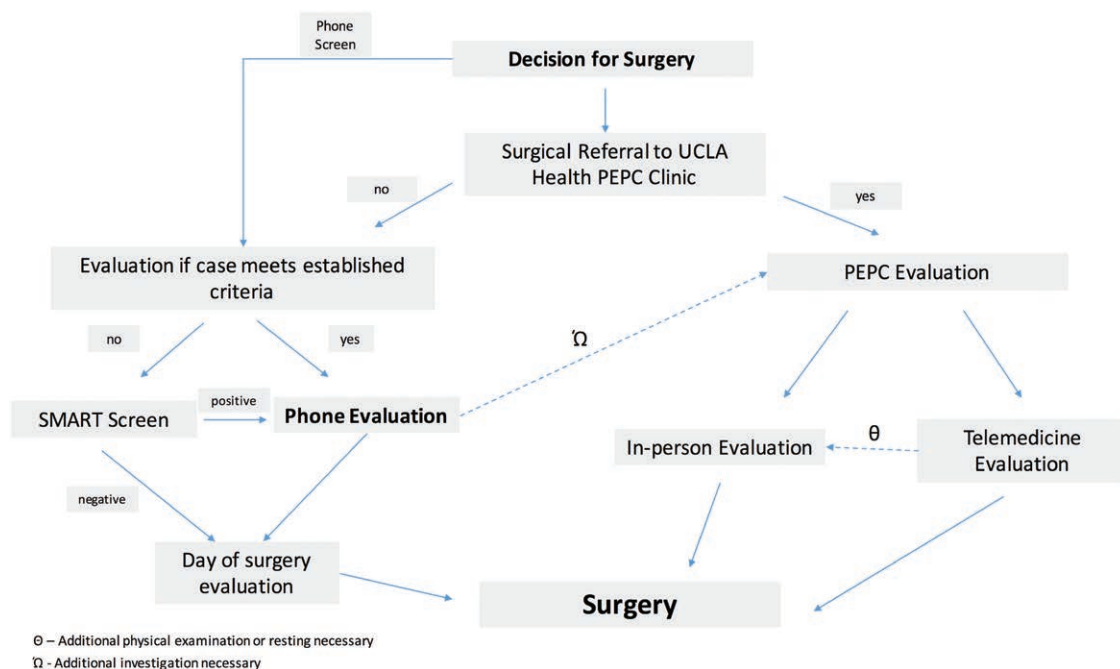 Phone
Screen
Decision for Surgery
Surgical Referral to UCLA
Health PEPC Clinic
no
yes
Evaluation if case meets established
criteria
PEPC Evaluation
no
yes
Ώ
SMART Screen
positive
Phone Evaluation
In-person Evaluation
θ
Telemedicine
Evaluation
negative
Day of surgery
evaluation
Surgery
Θ – Additional physical examination or resting necessary
Ώ - Additional investigation necessary